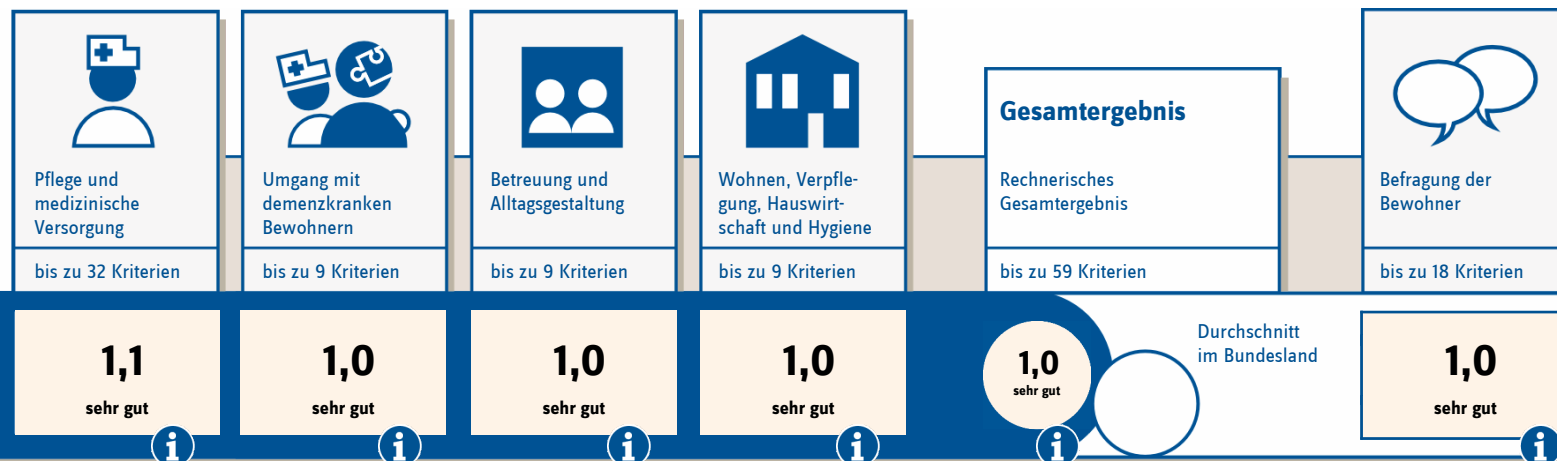 Pflege und
medizinische
Versorgung
bis zu 32 Kriterien
1,1
sehr gut
i
Umgang mit
demenzkranken
Bewohnern
bis zu 9 Kriterien
1,0
sehr gut
i
Betreuung und
Alltagsgestaltung
bis zu 9 Kriterien
1,0
sehr gut
i
Wohnen, Verpfle-
gung, Hauswirt-
schaft und Hygiene
bis zu 9 Kriterien
1,0
sehr gut
i
Gesamtergebnis
Rechnerisches
Gesamtergebnis
bis zu 59 Kriterien
1,0
sehr gut
i
Durchschnitt
im Bundesland
Befragung der
Bewohner
bis zu 18 Kriterien
1,0
sehr gut
i